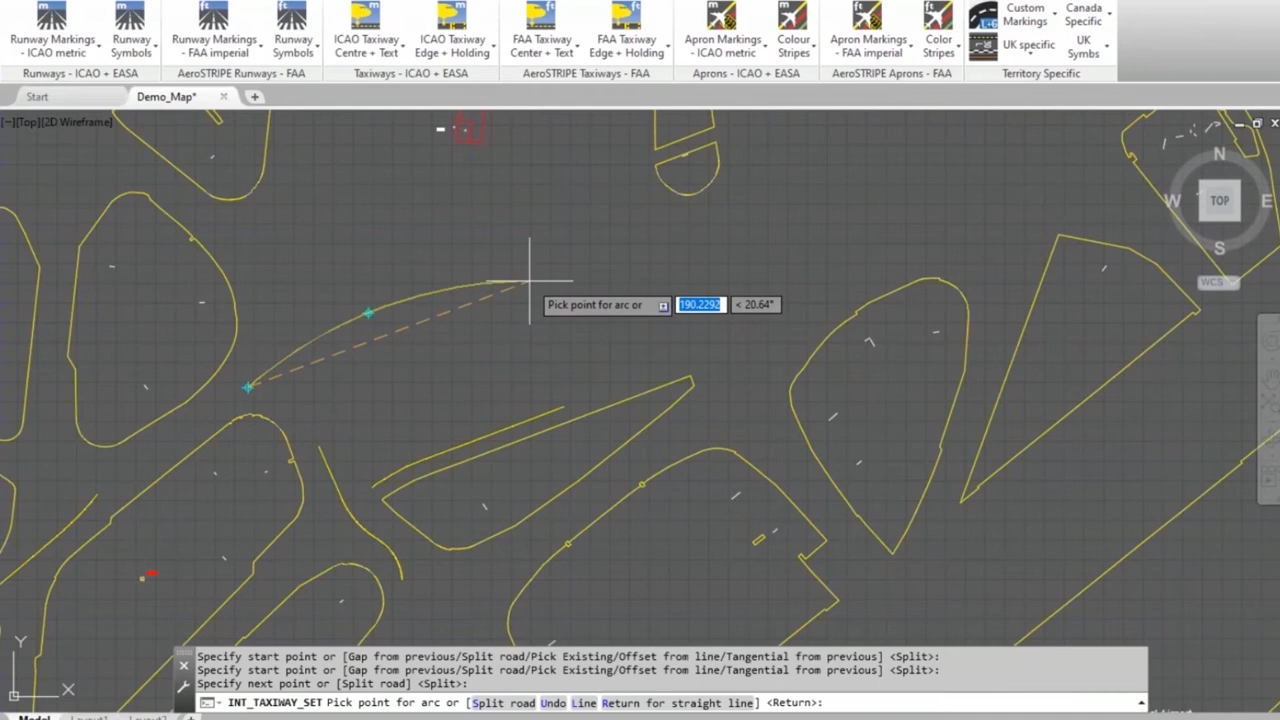 Runway Markings - ICAO metric
Runway Symbols
Runway Markings - FAA imperial
Runway Symbols
ICAO Taxiway Centre + Text
ICAO Taxiway Edge + Holding
FAA Taxiway Center + Text
FAA Taxiway Edge + Holding
Apron Markings - ICAO metric
Colour Stripes
Apron Markings - FAA imperial
Color Stripes
Custom Markings
UK specific
Canada Specific
UK Symbs
Runways - ICAO + EASA
AeroSTRIPE Runways - FAA
Taxiways - ICAO + EASA
AeroSTRIPE Taxiways - FAA
Aprons - ICAO + EASA
AeroSTRIPE Aprons - FAA
Territory Specific
Start
Demo_Map*
[−][Top][2D Wireframe]
N
W
TOP
E
S
WCS
Pick point for arc or
190.2292
< 20.64°
Y
X
Specify start point or [Gap from previous/Split road/Pick Existing/Offset from line/Tangential from previous] <Split>:
Specify start point or [Gap from previous/Split road/Pick Existing/Offset from line/Tangential from previous] <Split>:
Specify next point or [Split road] <Split>:
INT_TAXIWAY_SET Pick point for arc or [Split road Undo Line Return for straight line] <Return>:
Model
Layout1